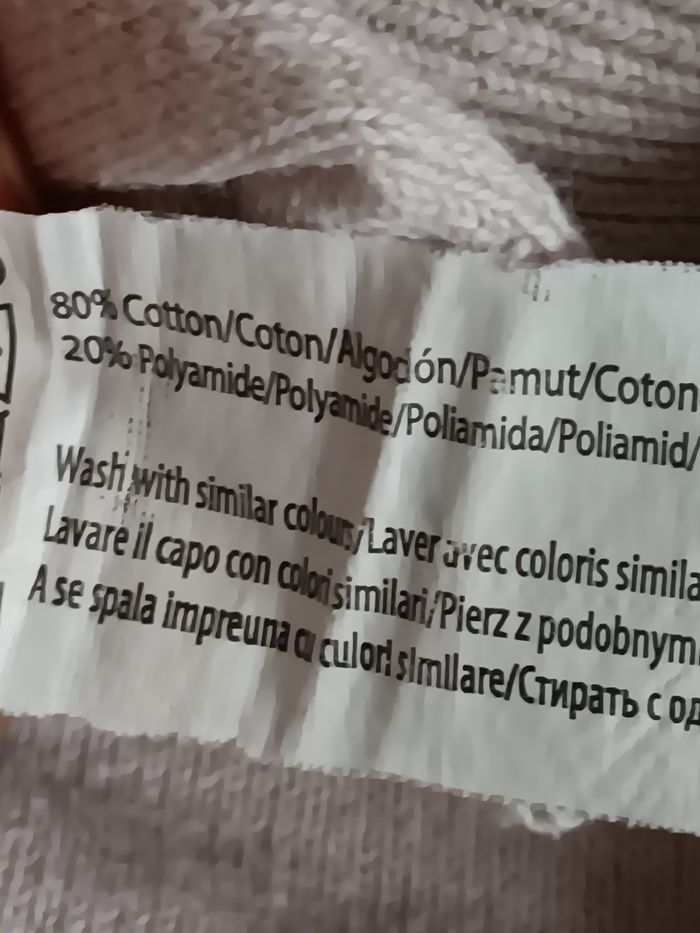 80% Cotton/Coton/Algodón/Pamut/Coton
20% Polyamide/Polyamide/Poliamida/Poliamid/
Wash with similar colours/Laver avec coloris simila
Lavare il capo con colori similari/Pierz z podobnym
A se spala impreuna cu culori similare/Стирать с од